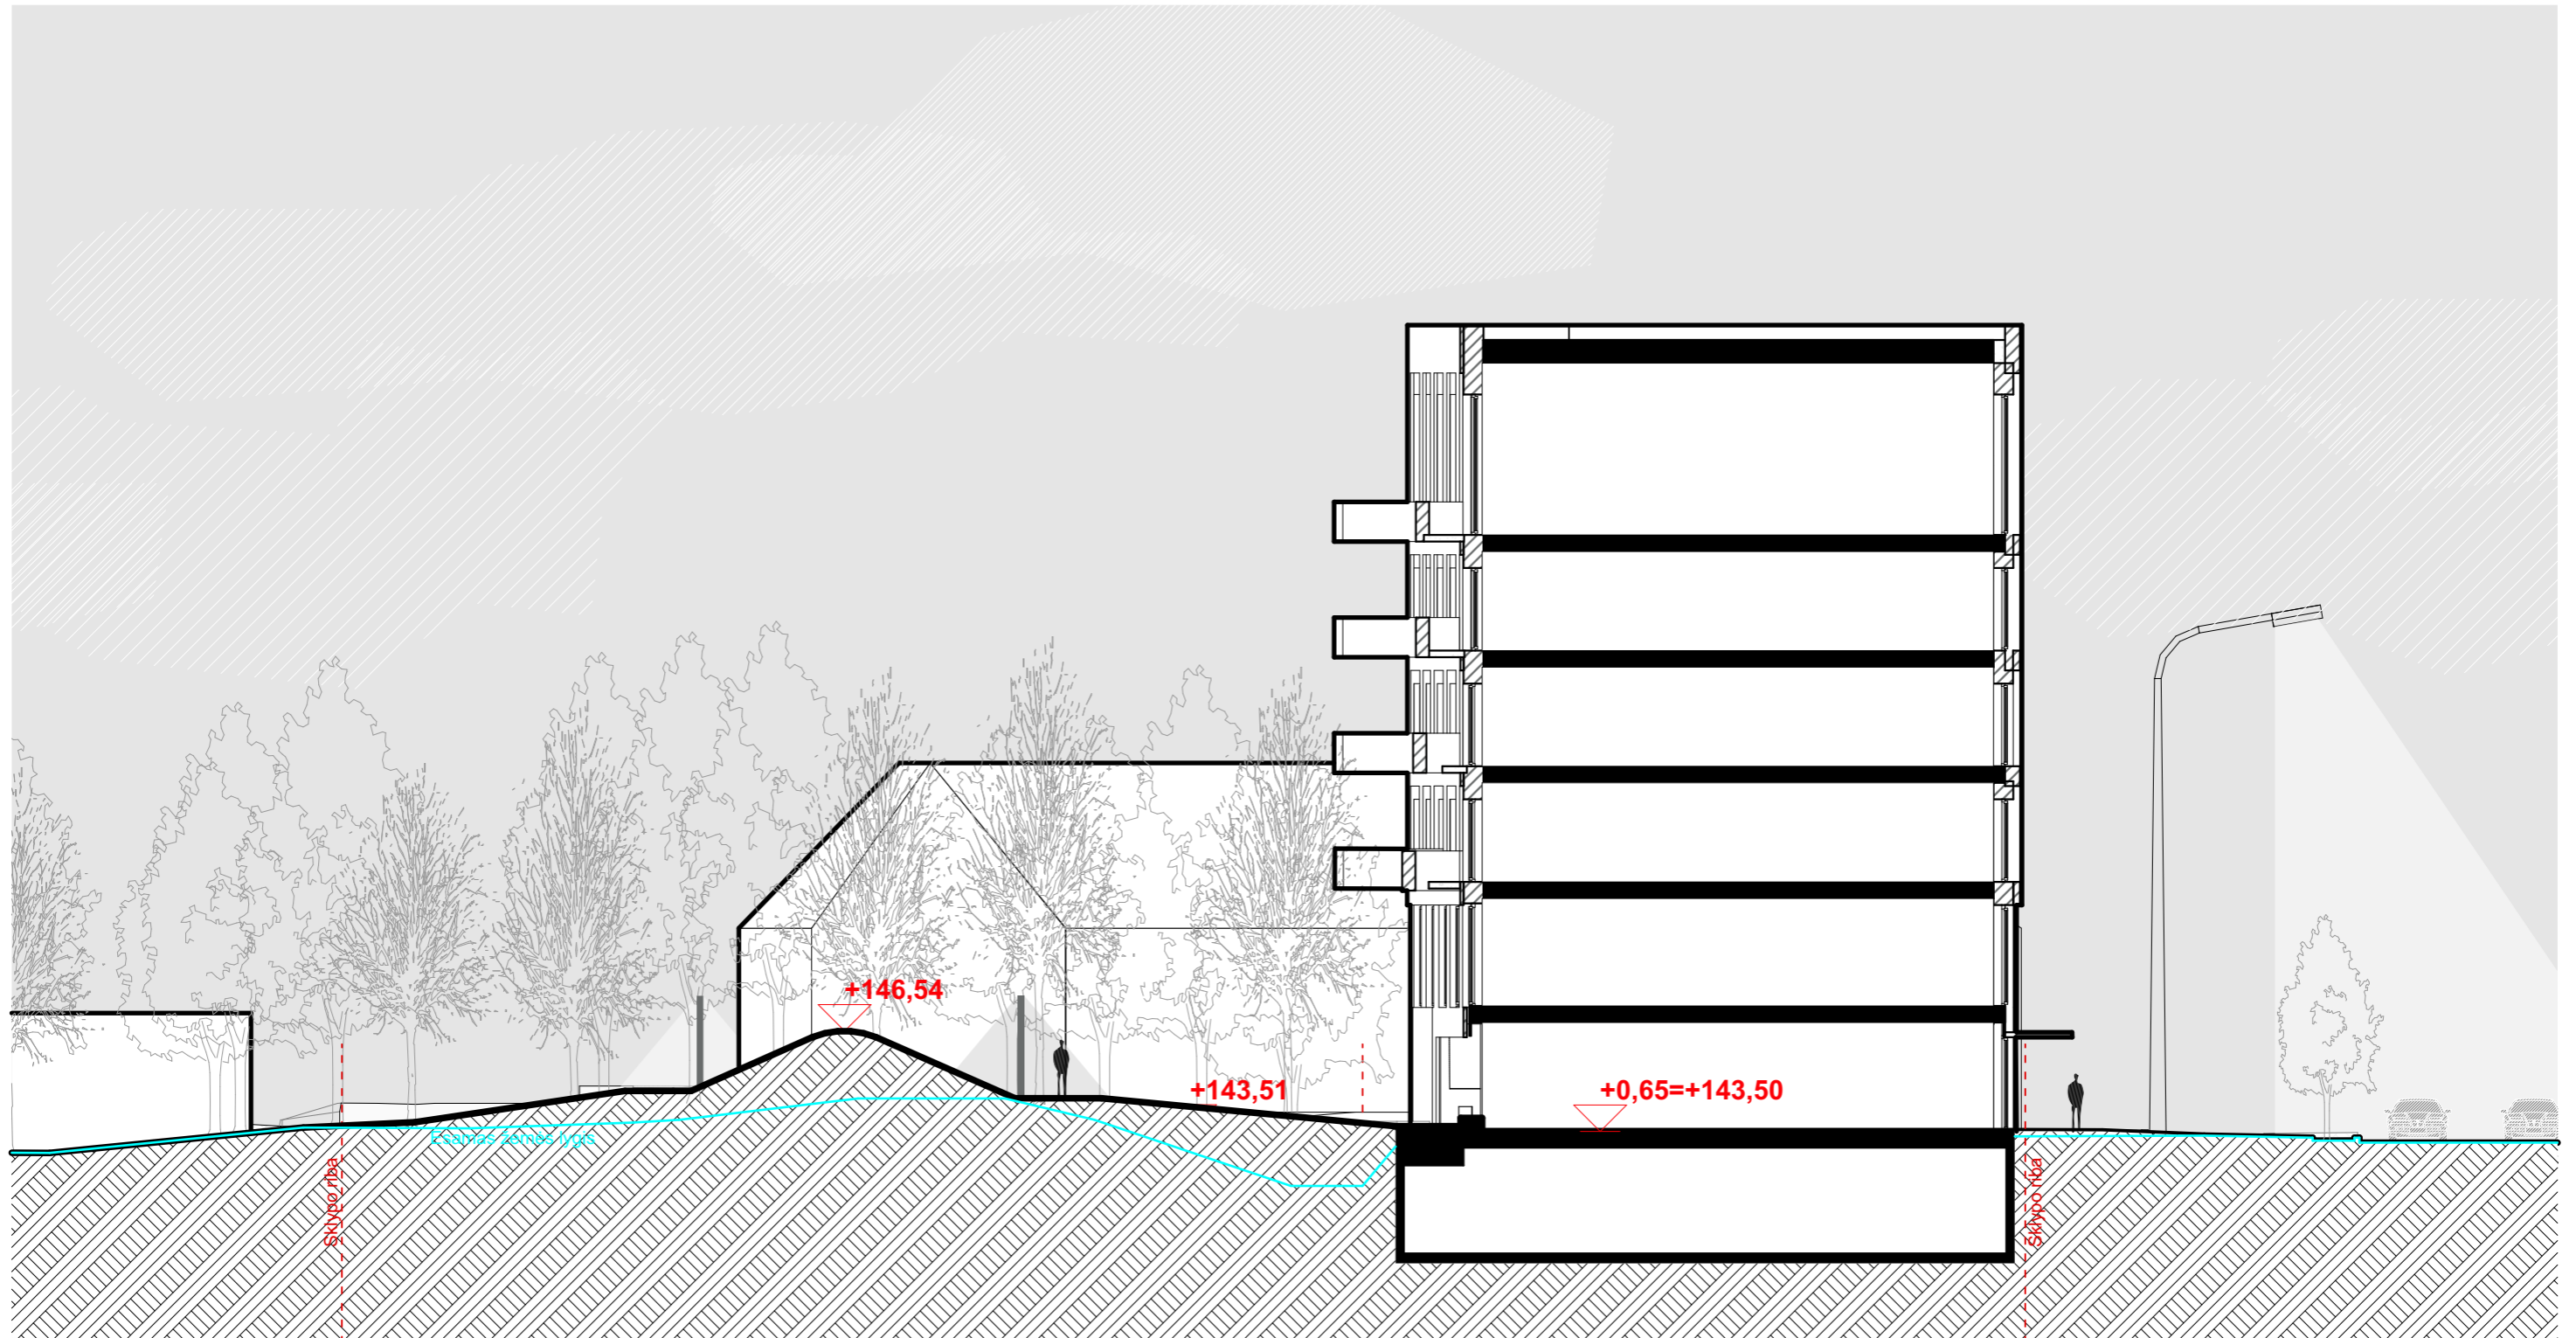 +146,54
+143,51
+0,65=+143,50
Esamas žemės lygis
Sklypo riba
Sklypo riba